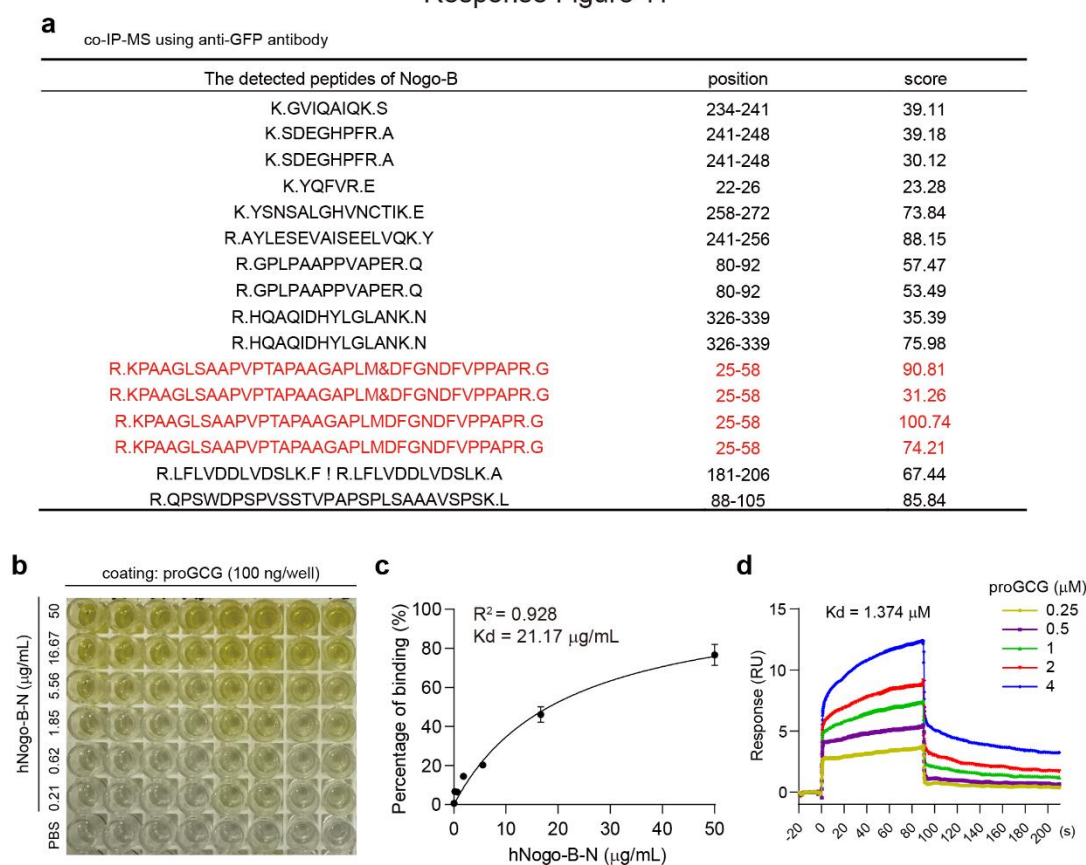 a
co-IP-MS using anti-GFP antibody
The detected peptides of Nogo-B position score
K.GVIQAIQK.S 234-241 39.11
K.SDEGHPFR.A 241-248 39.18
K.SDEGHPFR.A 241-248 30.12
K.YQFVR.E 22-26 23.28
K.YSNSALGHVNCTIK.E 258-272 73.84
R.AYLESEVAISEELVQK.Y 241-256 88.15
R.GPLPAAPPVAPER.Q 80-92 57.47
R.GPLPAAPPVAPER.Q 80-92 53.49
R.HQAQIDHYLGLANK.N 326-339 35.39
R.HQAQIDHYLGLANK.N 326-339 75.98
R.KPAAGLSAAPVPTAPAAGAPLM&DFGNDFVPPAPR.G 25-58 90.81
R.KPAAGLSAAPVPTAPAAGAPLM&DFGNDFVPPAPR.G 25-58 31.26
R.KPAAGLSAAPVPTAPAAGAPLMDFGNDFVPPAPR.G 25-58 100.74
R.KPAAGLSAAPVPTAPAAGAPLMDFGNDFVPPAPR.G 25-58 74.21
R.LFLVDDLVDSLK.F ! R.LFLVDDLVDSLK.A 181-206 67.44
R.QPSWDPSPVSSTVPAPSPLSAAAVSPSK.L 88-105 85.84
b
coating: proGCG (100 ng/well)
hNogo-B-N (μg/mL)
50
16.67
5.56
1.85
0.62
0.21
PBS
c
R² = 0.928
Kd = 21.17 μg/mL
Percentage of binding (%)
100
80
60
40
20
0
0 10 20 30 40 50
hNogo-B-N (μg/mL)
d
Kd = 1.374 μM
proGCG (μM)
0.25
0.5
1
2
4
Response (RU)
15
10
5
0
-20 0 20 40 60 80 100 120 140 160 180 200 (s)